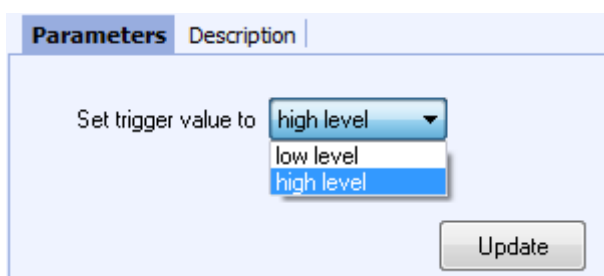 Parameters Description
Set trigger value to high level
low level
high level
Update